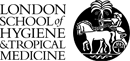 LONDON
SCHOOL of
HYGIENE
& TROPICAL
MEDICINE